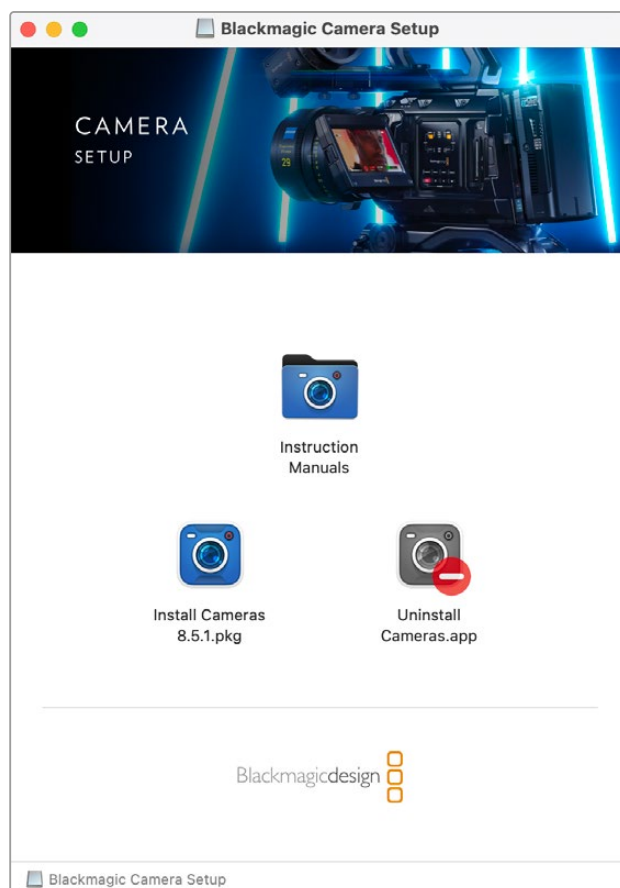 Blackmagic Camera Setup
CAMERA
SETUP
29
Instruction
Manuals
Install Cameras
8.5.1.pkg
Uninstall
Cameras.app
Blackmagicdesign
Blackmagic Camera Setup